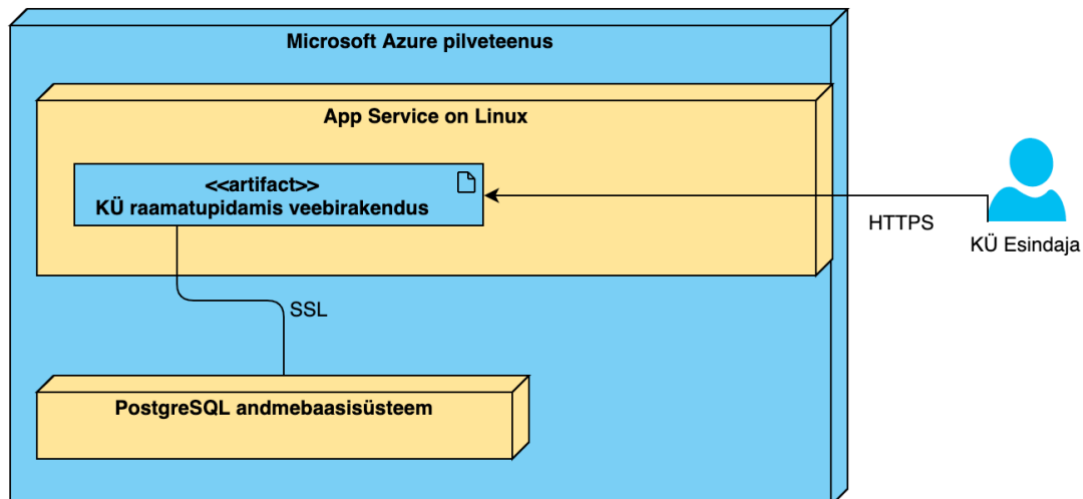 Microsoft Azure pilveteenus
App Service on Linux
<<artifact>>
KÜ raamatupidamis veebirakendus
HTTPS
KÜ Esindaja
SSL
PostgreSQL andmebaasisüsteem